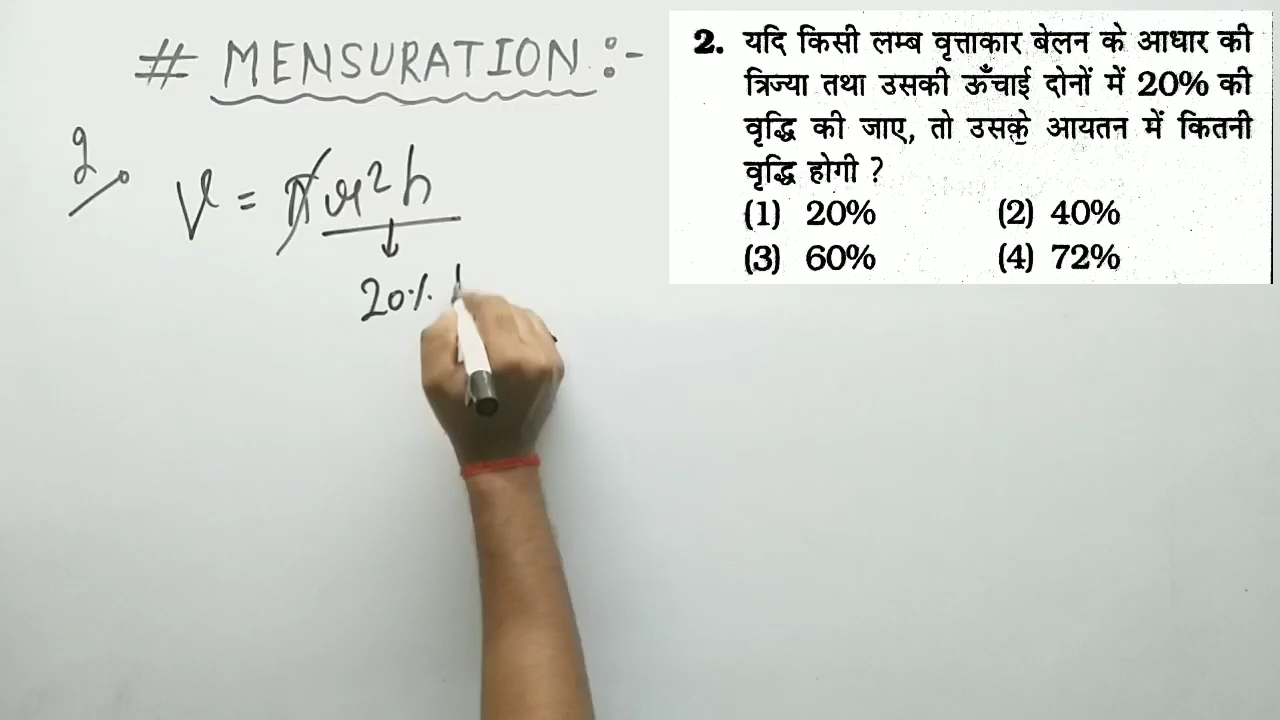 # MENSURATION :-
2.
V = πr²h
20%
2. यदि किसी लम्ब वृत्ताकार बेलन के आधार की
त्रिज्या तथा उसकी ऊँचाई दोनों में 20% की
वृद्धि की जाए, तो उसके आयतन में कितनी
वृद्धि होगी ?
(1) 20% (2) 40%
(3) 60% (4) 72%